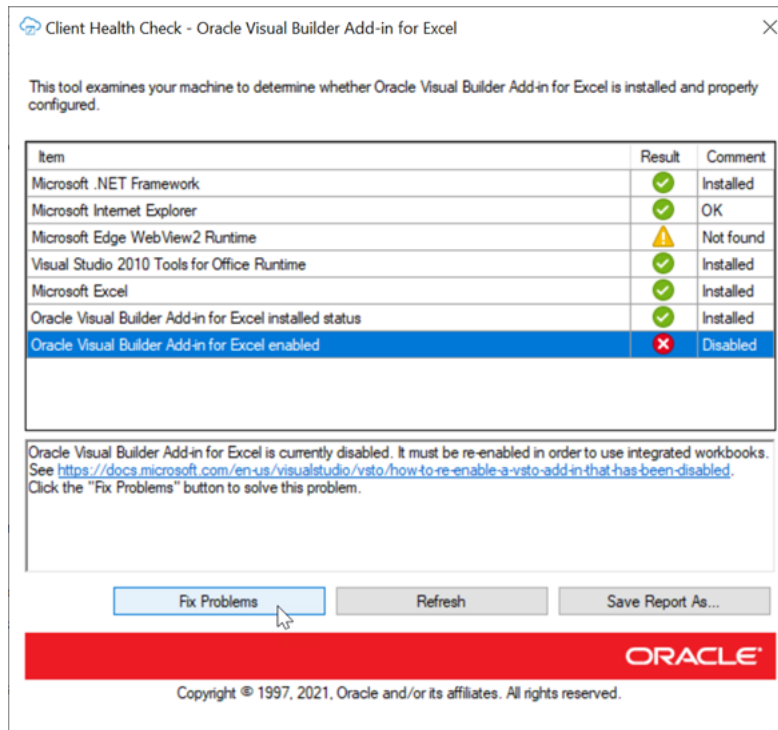 Client Health Check - Oracle Visual Builder Add-in for Excel
This tool examines your machine to determine whether Oracle Visual Builder Add-in for Excel is installed and properly
configured.
Item Result Comment
Microsoft .NET Framework Installed
Microsoft Internet Explorer OK
Microsoft Edge WebView2 Runtime Not found
Visual Studio 2010 Tools for Office Runtime Installed
Microsoft Excel Installed
Oracle Visual Builder Add-in for Excel installed status Installed
Oracle Visual Builder Add-in for Excel enabled Disabled
Oracle Visual Builder Add-in for Excel is currently disabled. It must be re-enabled in order to use integrated workbooks.
See https://docs.microsoft.com/en-us/visualstudio/vsto/how-to-re-enable-a-vsto-add-in-that-has-been-disabled.
Click the "Fix Problems" button to solve this problem.
Fix Problems Refresh Save Report As...
ORACLE
Copyright © 1997, 2021, Oracle and/or its affiliates. All rights reserved.